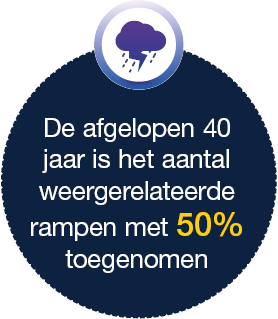 De afgelopen 40
jaar is het aantal
weergerelateerde
rampen met 50%
toegenomen